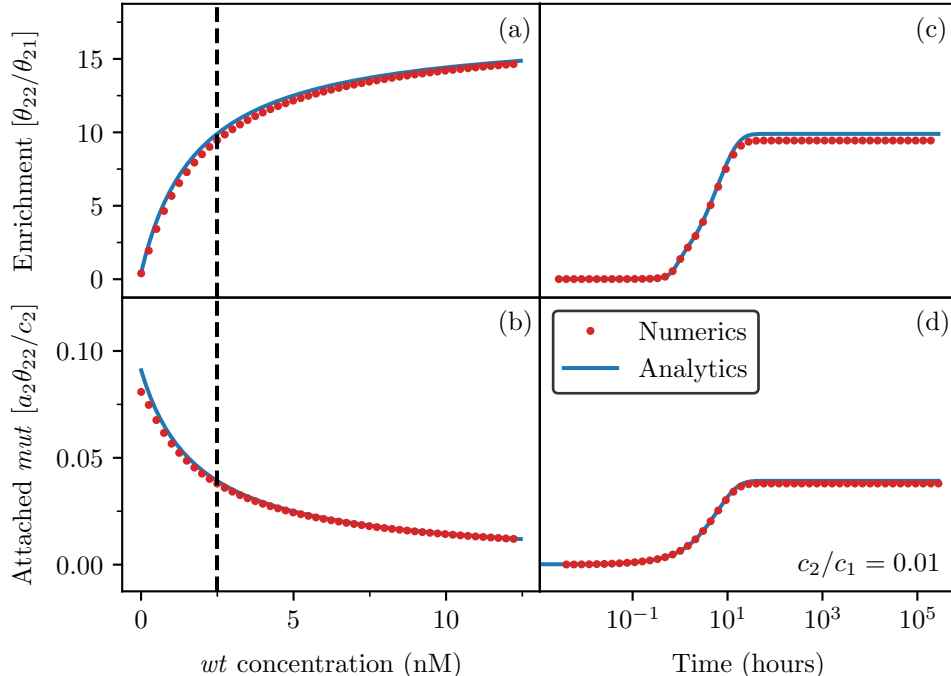 (a)
Enrichment [θ₂₂/θ₂₁]
15
10
5
0
(c)
(b)
Attached mut [a₂θ₂₂/c₂]
0.10
0.05
0.00
0
5
10
wt concentration (nM)
(d)
Numerics
Analytics
c₂/c₁ = 0.01
10⁻¹
10¹
10³
10⁵
Time (hours)